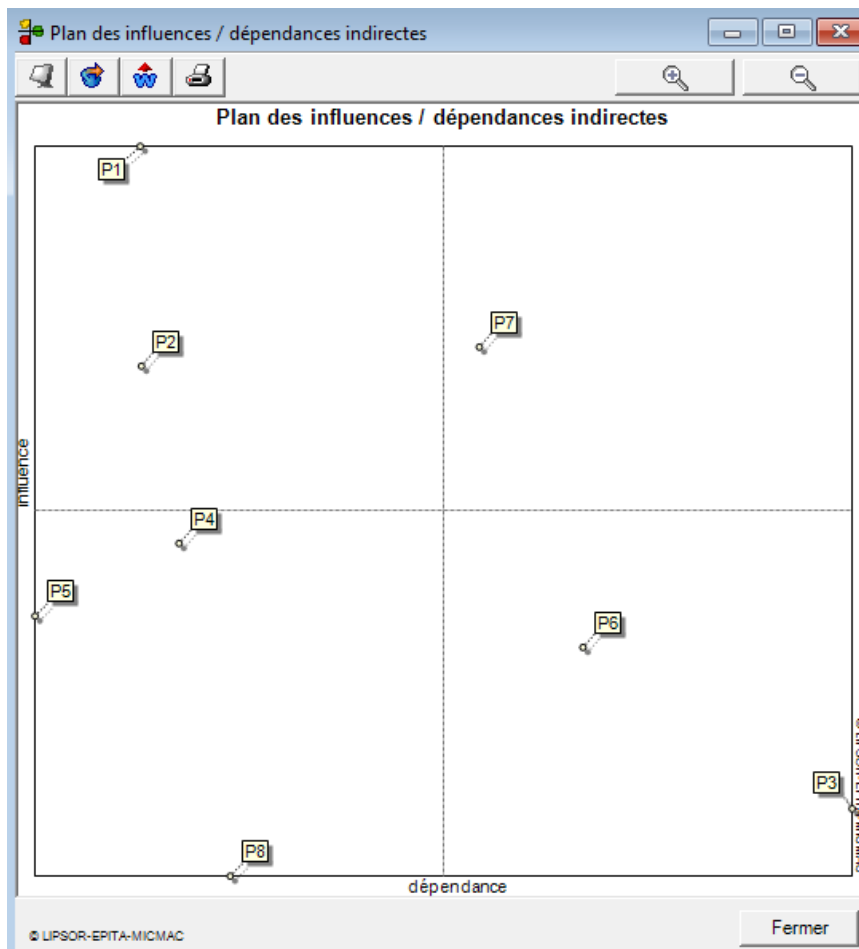 Plan des influences / dépendances indirectes
Plan des influences / dépendances indirectes
P1
P7
P2
influence
P4
P5
P6
P3
P8
dépendance
© LIPSOR-EPITA-MICMAC
Fermer